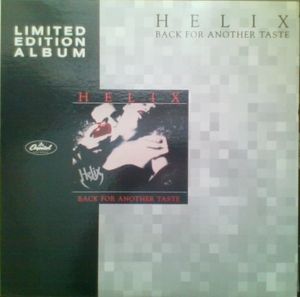 LIMITED
EDITION
ALBUM
HELIX
BACK FOR ANOTHER TASTE
HELIX
Helix
BACK FOR ANOTHER TASTE
Capitol